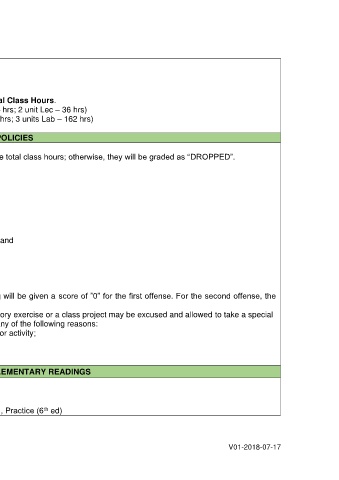 al Class Hours.
hrs; 2 unit Lec – 36 hrs)
hrs; 3 units Lab – 162 hrs)
POLICIES
e total class hours; otherwise, they will be graded as “DROPPED”.
and
will be given a score of “0” for the first offense. For the second offense, the
ory exercise or a class project may be excused and allowed to take a special
ny of the following reasons:
or activity;
LEMENTARY READINGS
, Practice (6th ed)
V01-2018-07-17